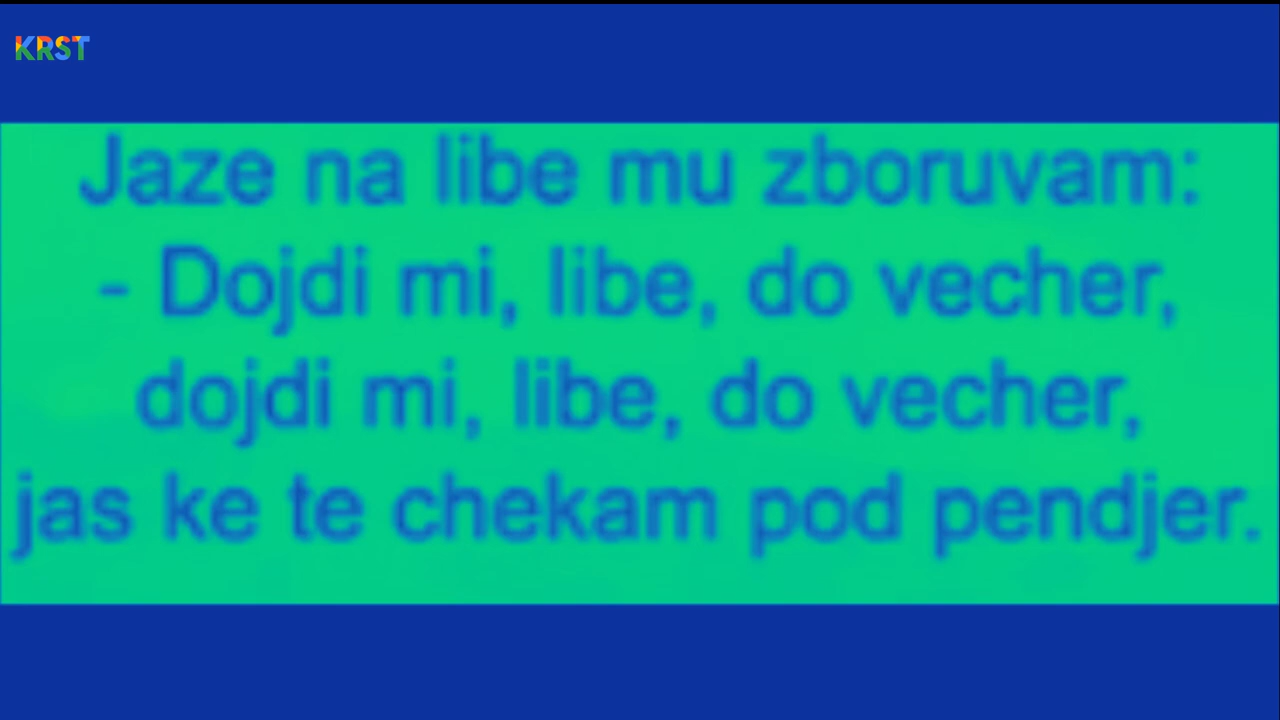 KRST
Jaze na libe mu zboruvam:
- Dojdi mi, libe, do vecher,
dojdi mi, libe, do vecher,
jas ke te chekam pod pendjer.